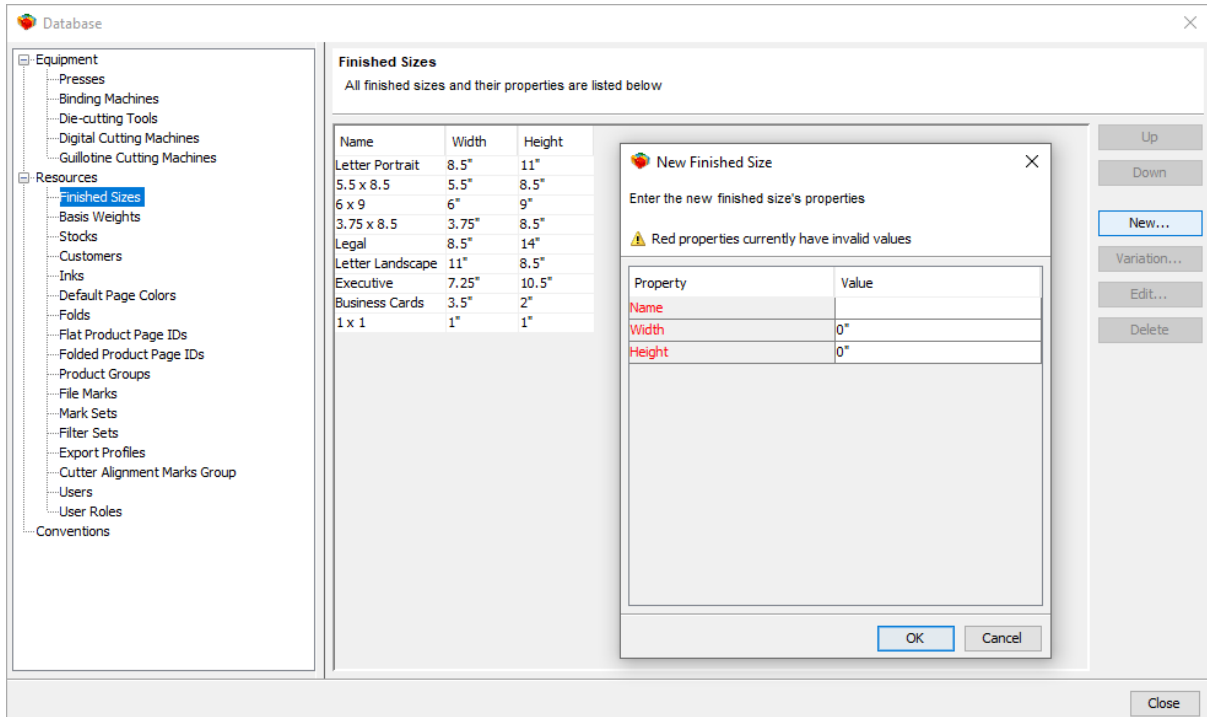 Database
Equipment
Presses
Binding Machines
Die-cutting Tools
Digital Cutting Machines
Guillotine Cutting Machines
Resources
Finished Sizes
Basis Weights
Stocks
Customers
Inks
Default Page Colors
Folds
Flat Product Page IDs
Folded Product Page IDs
Product Groups
File Marks
Mark Sets
Filter Sets
Export Profiles
Cutter Alignment Marks Group
Users
User Roles
Conventions
Finished Sizes
All finished sizes and their properties are listed below
Name Width Height
Letter Portrait 8.5" 11"
5.5 x 8.5 5.5" 8.5"
6 x 9 6" 9"
3.75 x 8.5 3.75" 8.5"
Legal 8.5" 14"
Letter Landscape 11" 8.5"
Executive 7.25" 10.5"
Business Cards 3.5" 2"
1 x 1 1" 1"
New Finished Size
Enter the new finished size's properties
Red properties currently have invalid values
Property Value
Name
Width 0"
Height 0"
OK Cancel
Up
Down
New...
Variation...
Edit...
Delete
Close